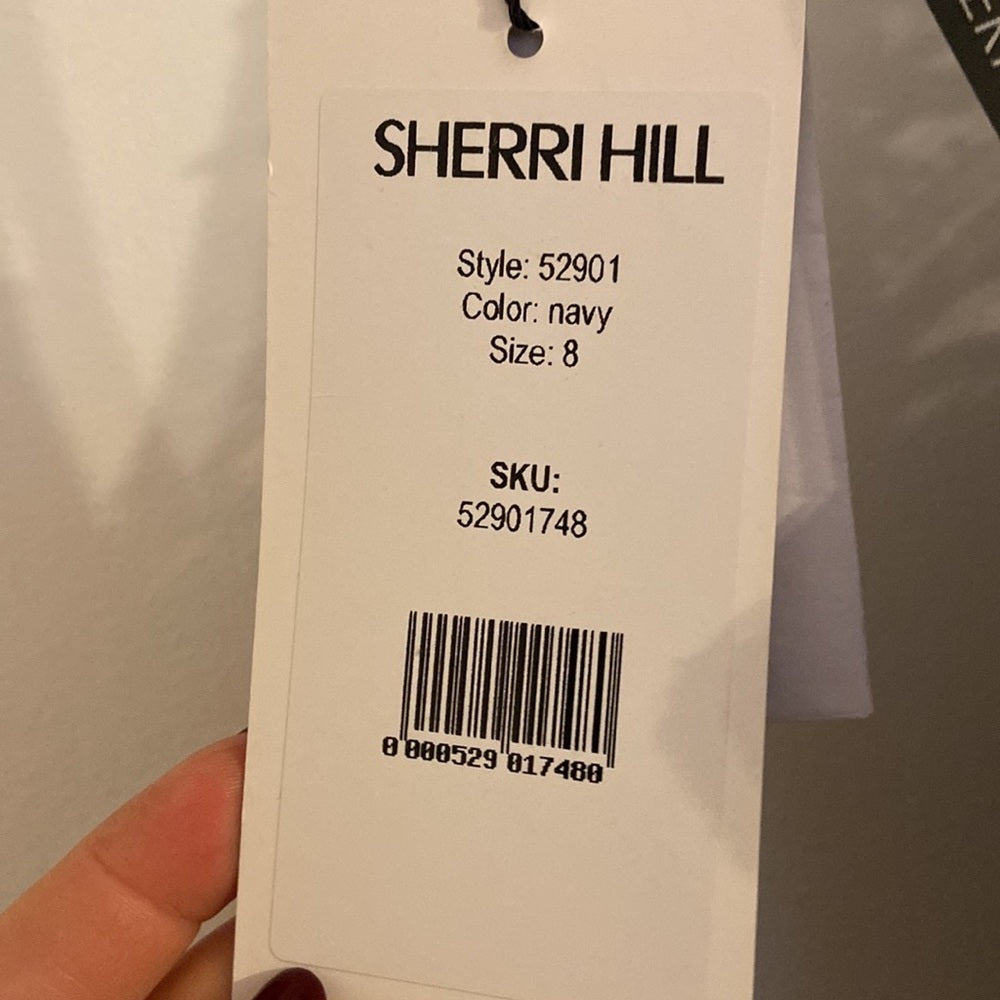 SHERRI HILL
Style: 52901
Color: navy
Size: 8
SKU:
52901748
0 000529 017480